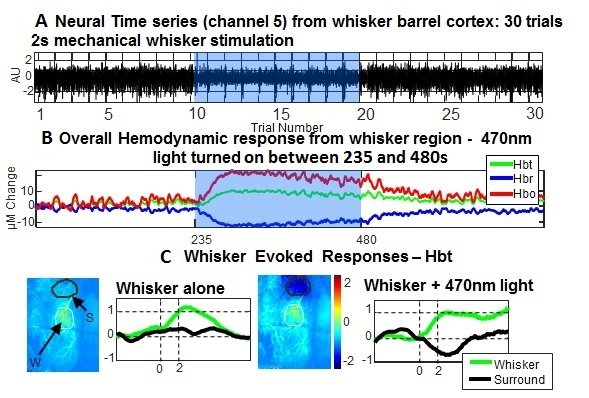 A Neural Time series (channel 5) from whisker barrel cortex: 30 trials
2s mechanical whisker stimulation
AU
2
0
-2
1 5 10 15 20 25 30
Trial Number
B Overall Hemodynamic response from whisker region - 470nm
light turned on between 235 and 480s
µM Change
10
0
-10
Hbt
Hbr
Hbo
235 480
C Whisker Evoked Responses – Hbt
Whisker alone
Whisker + 470nm light
S
W
1
0
-1
0 2
2
0
-2
1
0
-1
0 2
Whisker
Surround